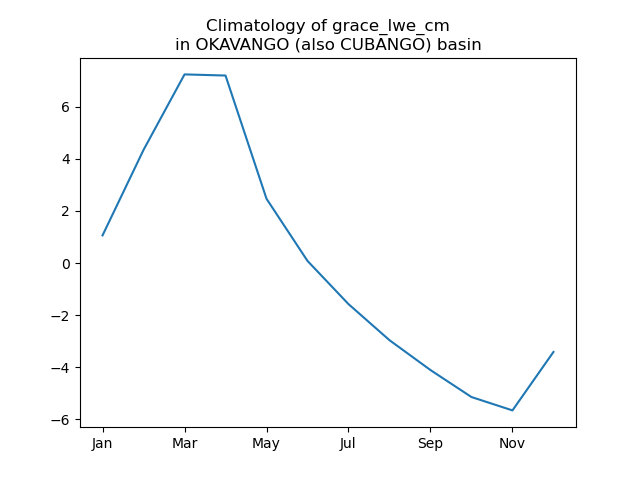 Climatology of grace_lwe_cm
in OKAVANGO (also CUBANGO) basin
6
4
2
0
−2
−4
−6
Jan Mar May Jul Sep Nov